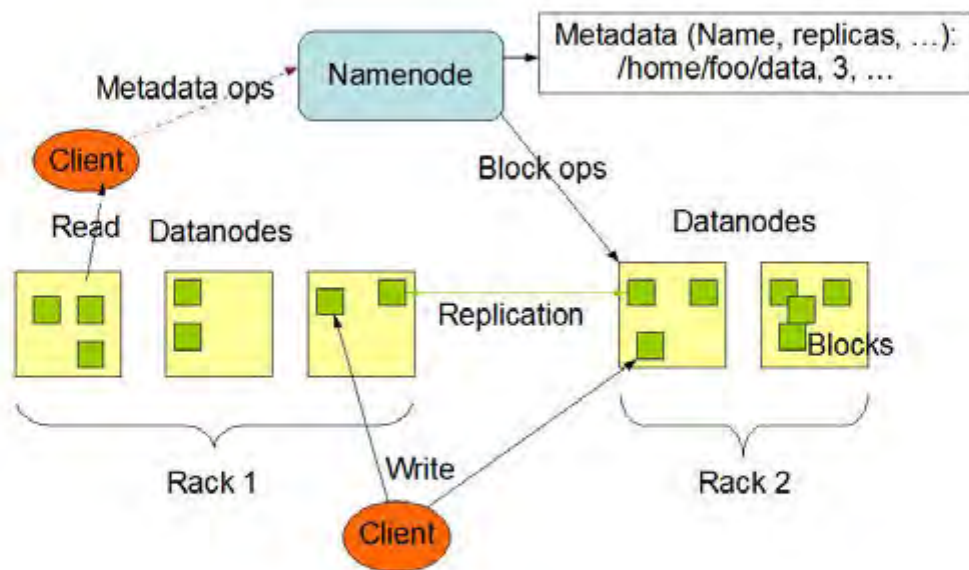 Metadata (Name, replicas, …):
/home/foo/data, 3, …
Namenode
Metadata ops
Client
Block ops
Read
Datanodes
Datanodes
Replication
Blocks
Rack 1
Write
Rack 2
Client